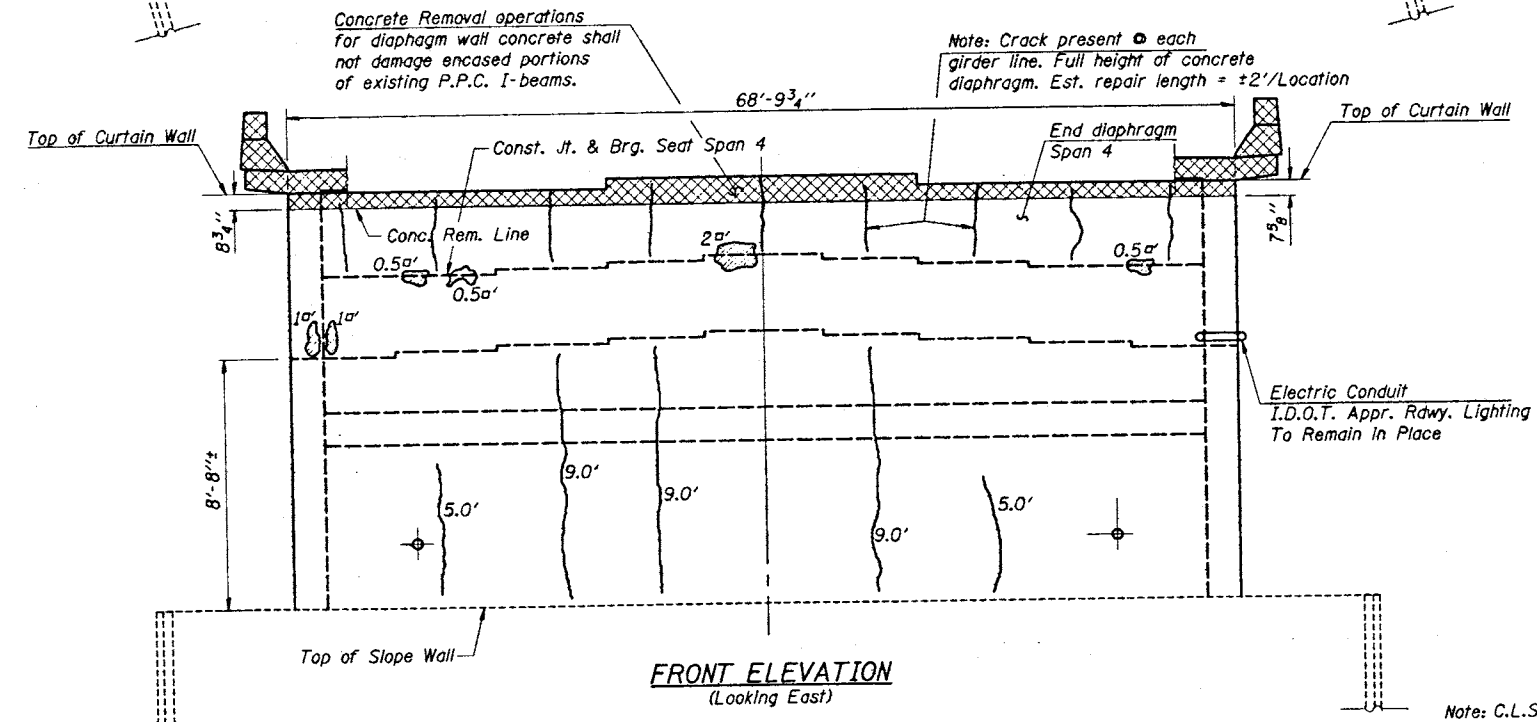 Concrete Removal operations
for diaphagm wall concrete shall
not damage encased portions
of existing P.P.C. I-beams.
Note: Crack present @ each
girder line. Full height of concrete
diaphragm. Est. repair length = ±2'/Location
68'-9¾"
Top of Curtain Wall
Top of Curtain Wall
Const. Jt. & Brg. Seat Span 4
End diaphragm
Span 4
8¾"
7⅝"
Conc. Rem. Line
2□'
0.5□'
0.5□'
0.5□'
1□'
1□'
Electric Conduit
I.D.O.T. Appr. Rdwy. Lighting
To Remain in Place
8'-8"±
5.0'
9.0'
9.0'
9.0'
5.0'
Top of Slope Wall
FRONT ELEVATION
(Looking East)
Note: C.L.S